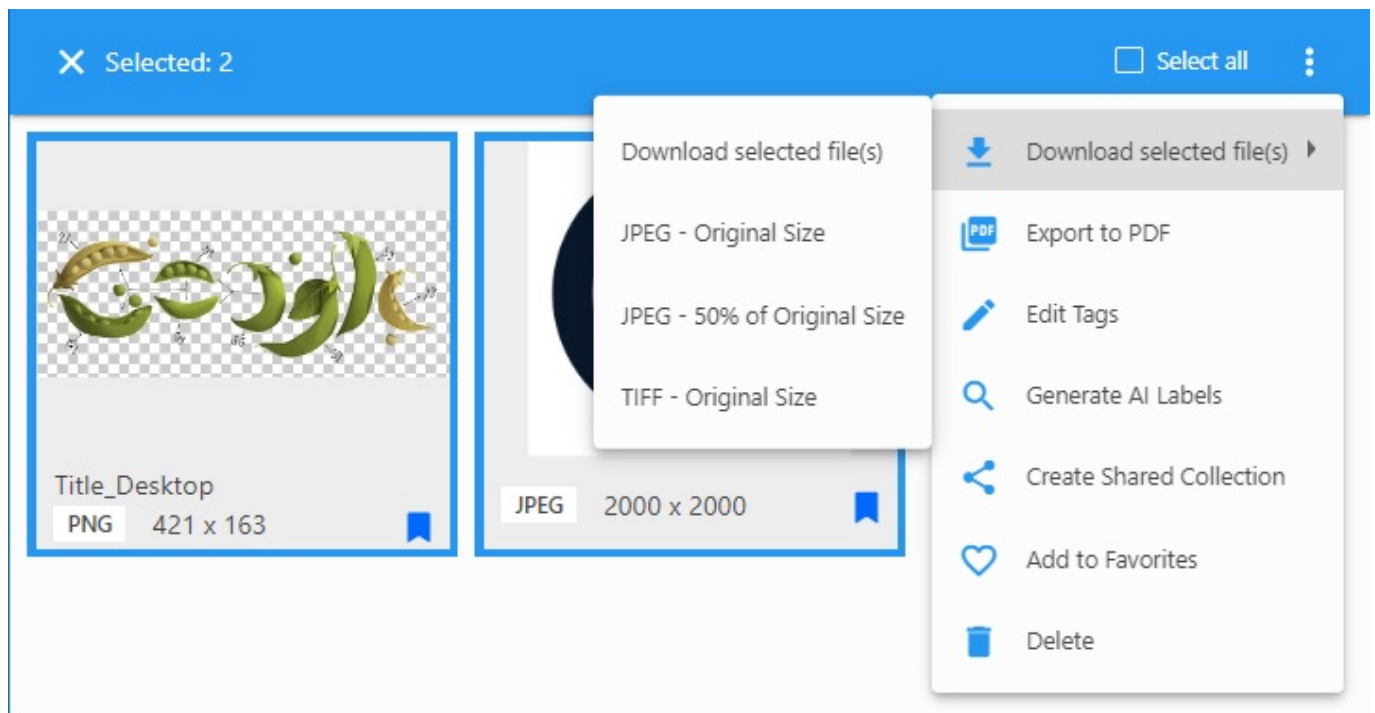 Selected: 2
Select all
Download selected file(s)
JPEG - Original Size
JPEG - 50% of Original Size
TIFF - Original Size
Download selected file(s)
PDF
Export to PDF
Edit Tags
Generate AI Labels
Create Shared Collection
Add to Favorites
Delete
Title_Desktop
PNG 421 x 163
JPEG 2000 x 2000